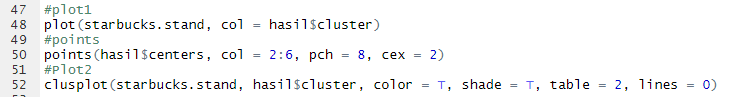 47 #plot1
48 plot(starbucks.stand, col = hasil$cluster)
49 #points
50 points(hasil$centers, col = 2:6, pch = 8, cex = 2)
51 #Plot2
52 clusplot(starbucks.stand, hasil$cluster, color = T, shade = T, table = 2, lines = 0)